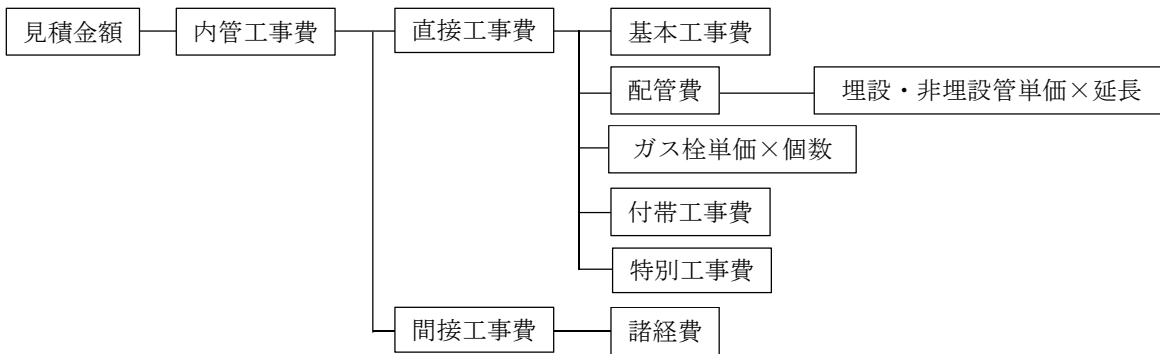 見積金額
内管工事費
直接工事費
基本工事費
配管費
埋設・非埋設管単価×延長
ガス栓単価×個数
付帯工事費
特別工事費
間接工事費
諸経費